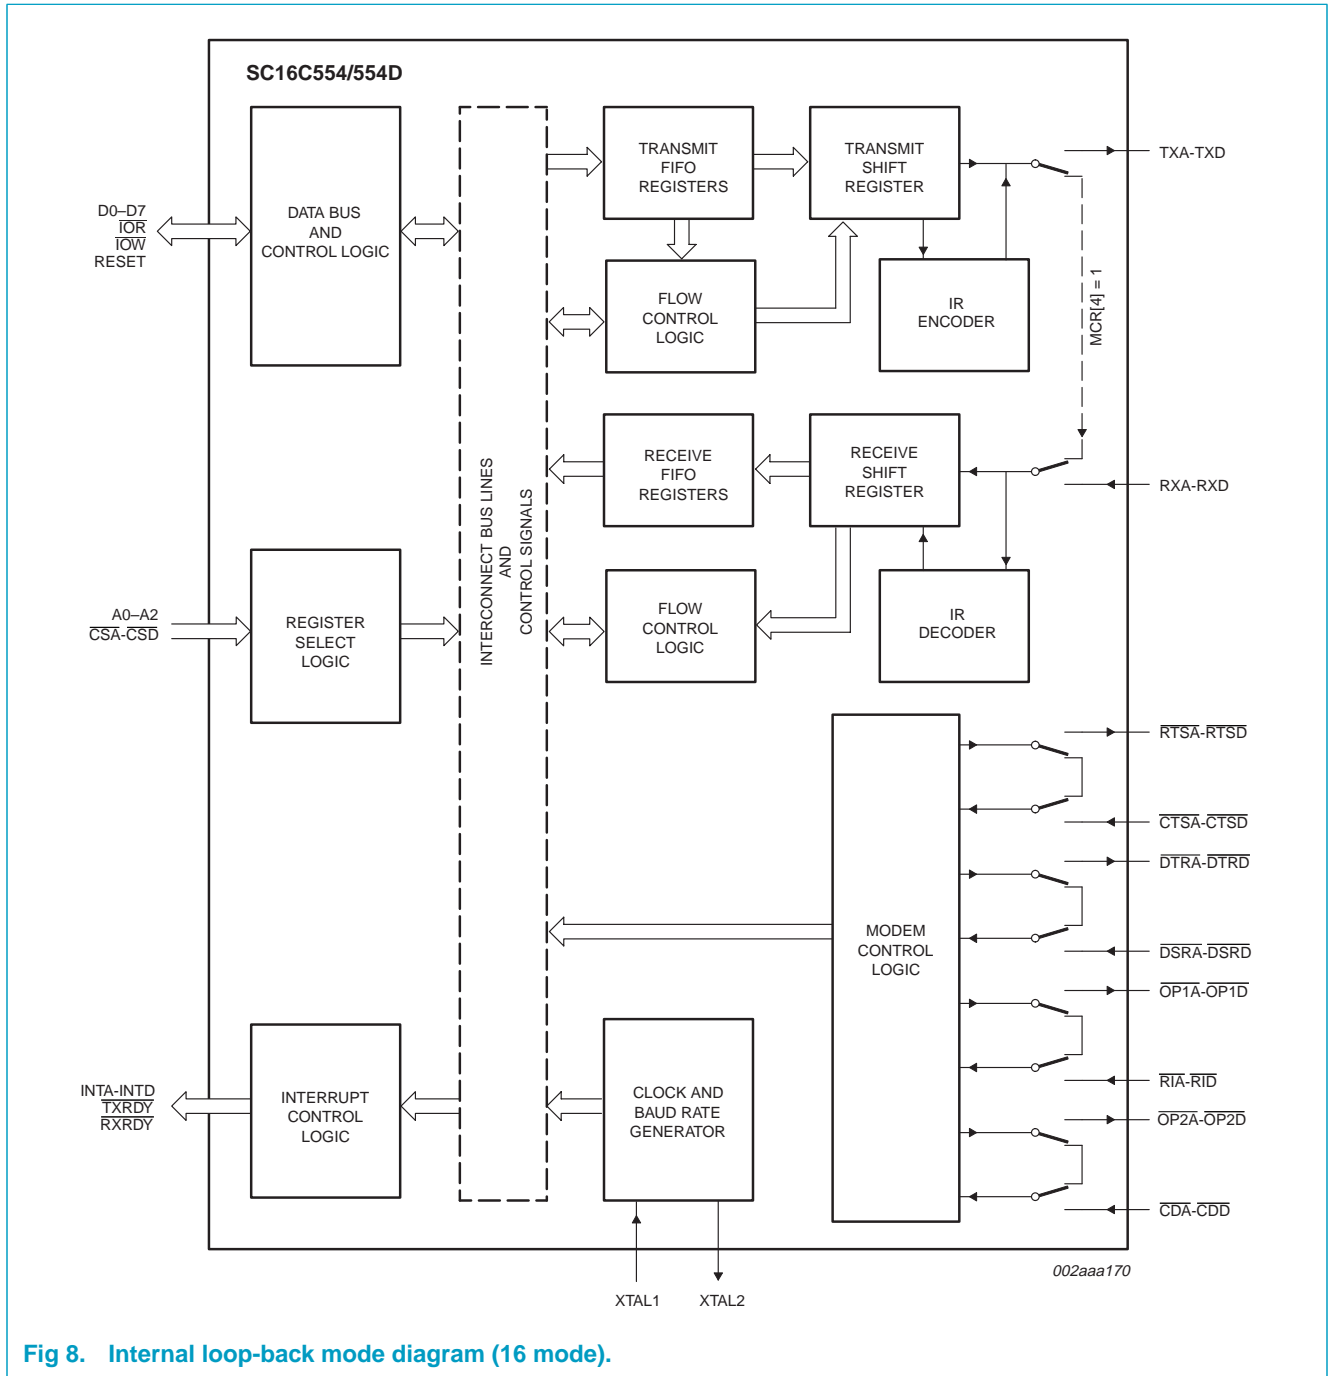 SC16C554/554D
DATA BUS
AND
CONTROL LOGIC
D0–D7
IOR
IOW
RESET
TRANSMIT
FIFO
REGISTERS
TRANSMIT
SHIFT
REGISTER
TXA-TXD
FLOW
CONTROL
LOGIC
IR
ENCODER
MCR[4] = 1
RECEIVE
FIFO
REGISTERS
RECEIVE
SHIFT
REGISTER
RXA-RXD
INTERCONNECT BUS LINES
AND
CONTROL SIGNALS
A0–A2
CSA-CSD
REGISTER
SELECT
LOGIC
FLOW
CONTROL
LOGIC
IR
DECODER
MODEM
CONTROL
LOGIC
RTSA-RTSD
CTSA-CTSD
DTRA-DTRD
DSRA-DSRD
OP1A-OP1D
RIA-RID
OP2A-OP2D
CDA-CDD
INTA-INTD
TXRDY
RXRDY
INTERRUPT
CONTROL
LOGIC
CLOCK AND
BAUD RATE
GENERATOR
XTAL1
XTAL2
002aaa170
Fig 8. Internal loop-back mode diagram (16 mode).